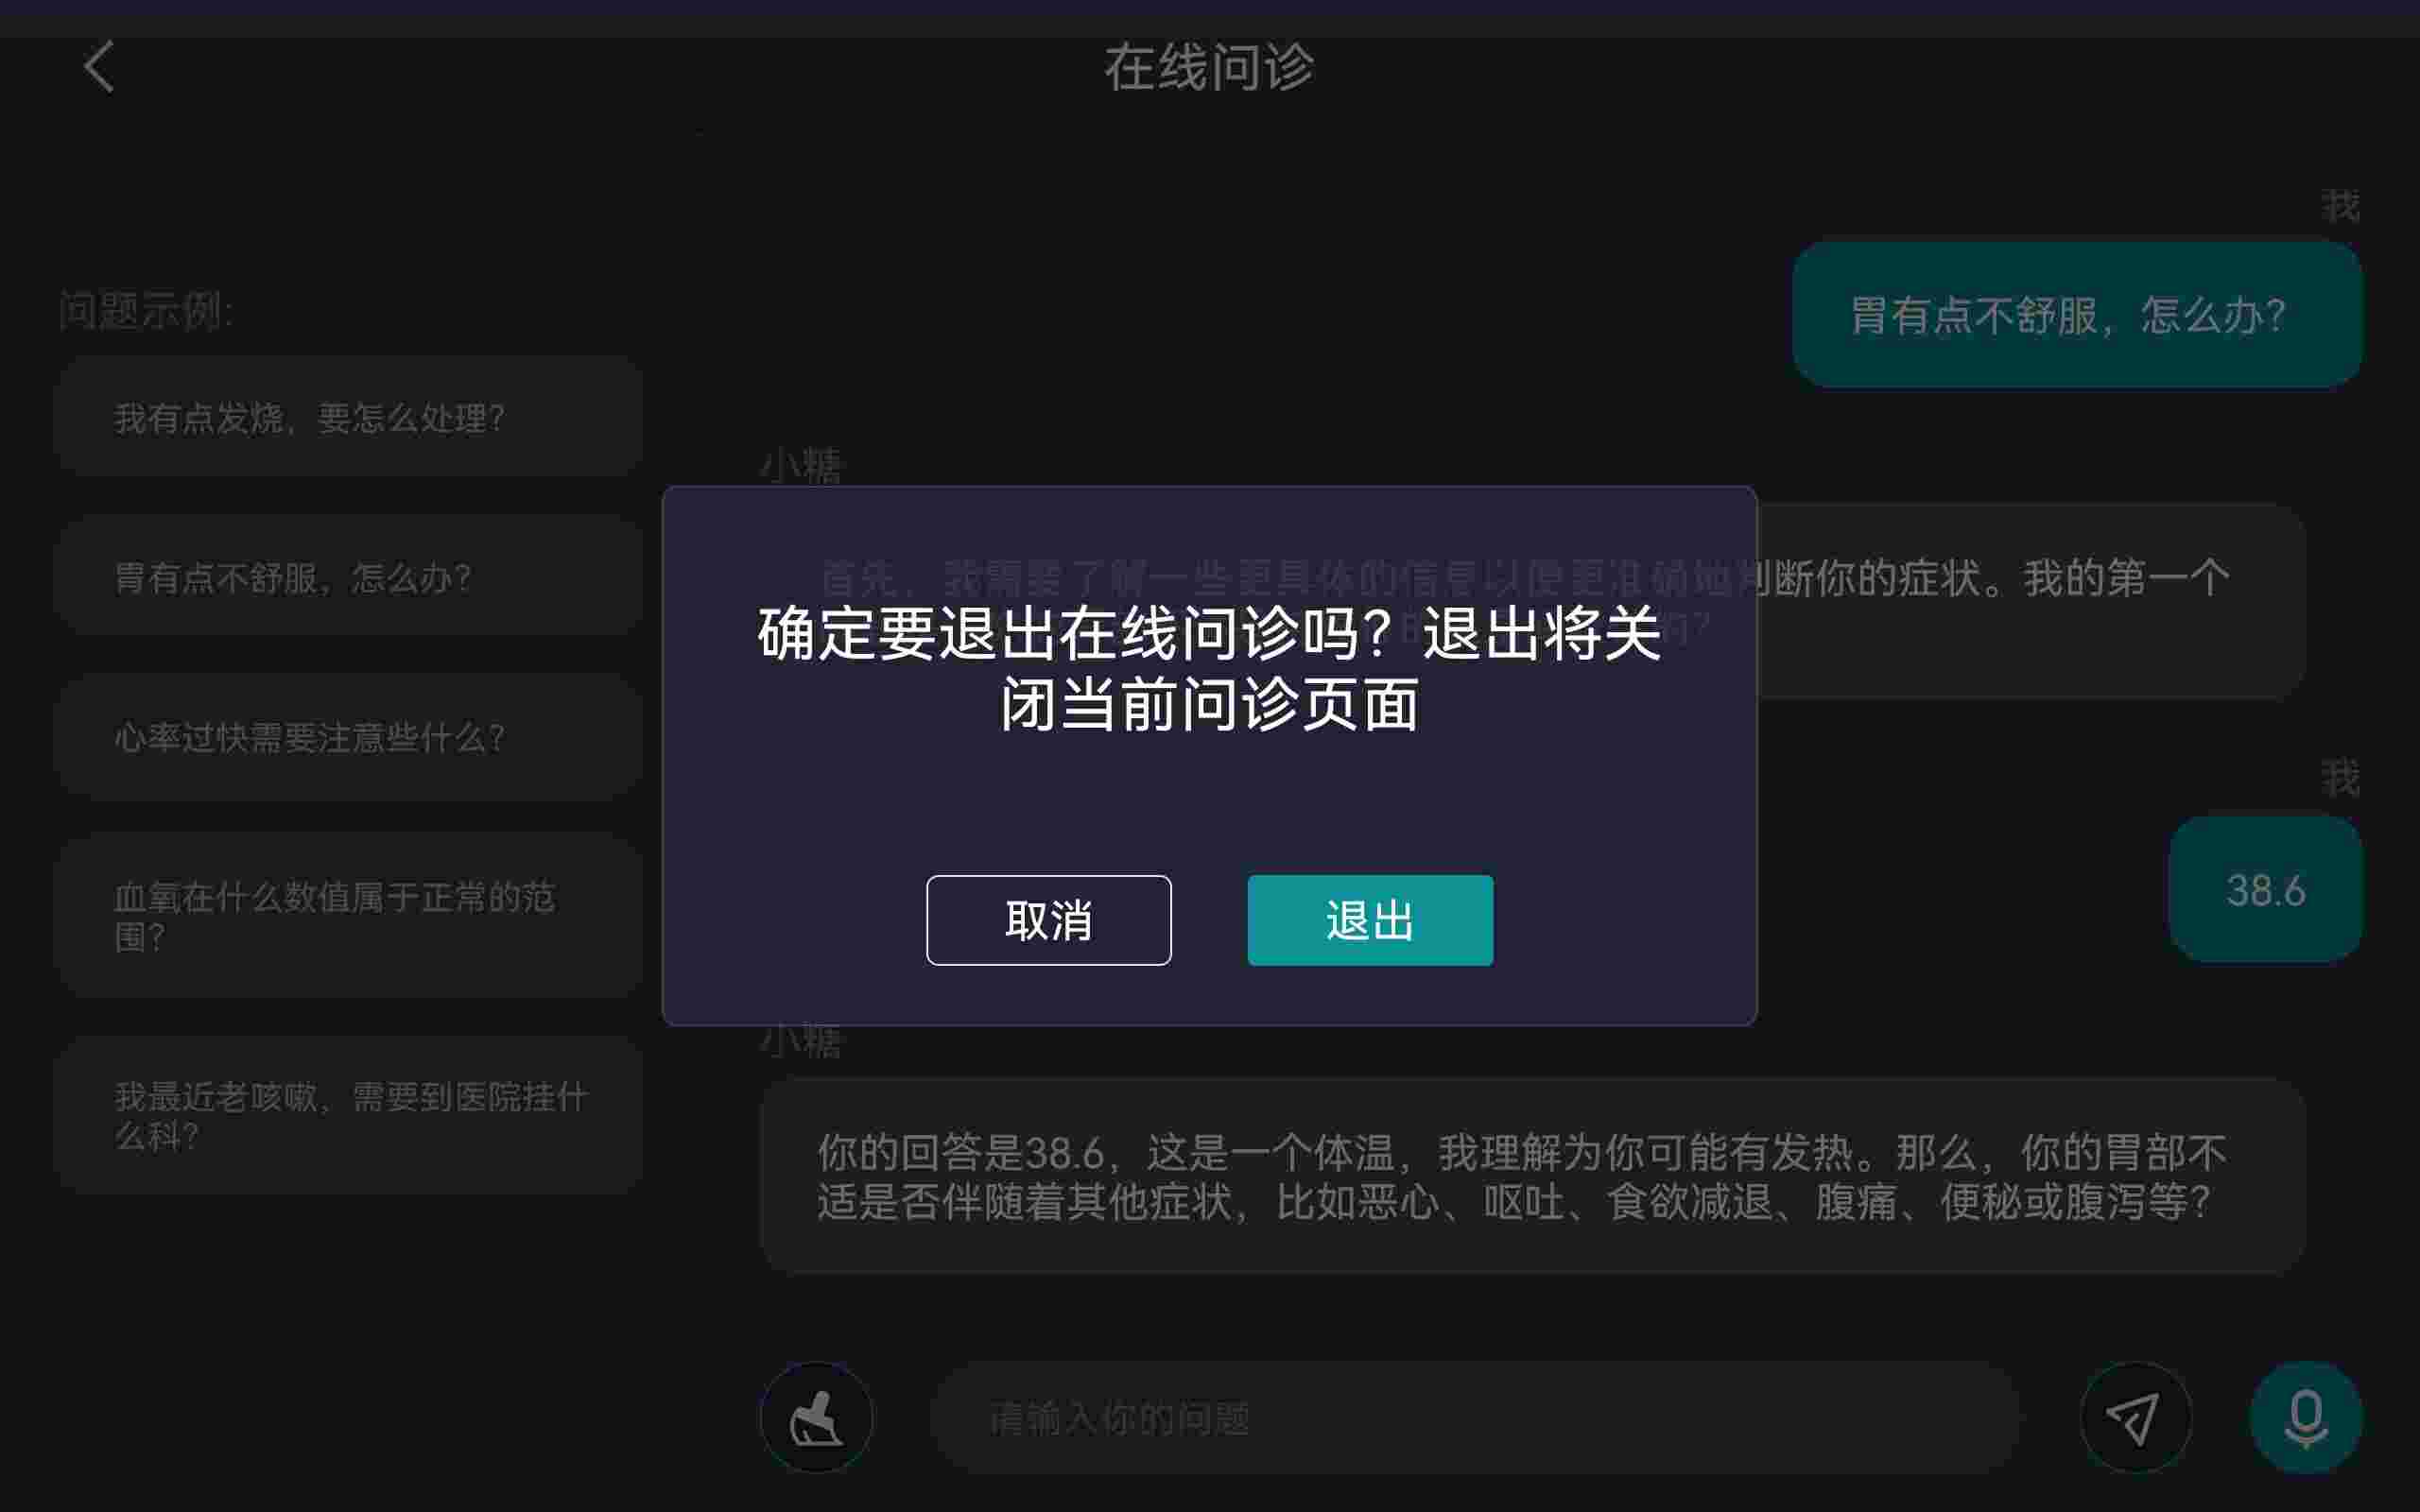 在线问诊
问题示例:
我有点发烧，要怎么处理?
胃有点不舒服，怎么办?
心率过快需要注意些什么?
血氧在什么数值属于正常的范
围?
我最近老咳嗽，需要到医院挂什
么科?
我
胃有点不舒服，怎么办?
小糖
首先，我需要了解一些更具体的信息以便更准确地判断你的症状。我的第一个
确定要退出在线问诊吗？退出将关
闭当前问诊页面
取消
退出
我
38.6
小糖
你的回答是38.6，这是一个体温，我理解为你可能有发热。那么，你的胃部不
适是否伴随着其他症状，比如恶心、呕吐、食欲减退、腹痛、便秘或腹泻等?
请输入你的问题